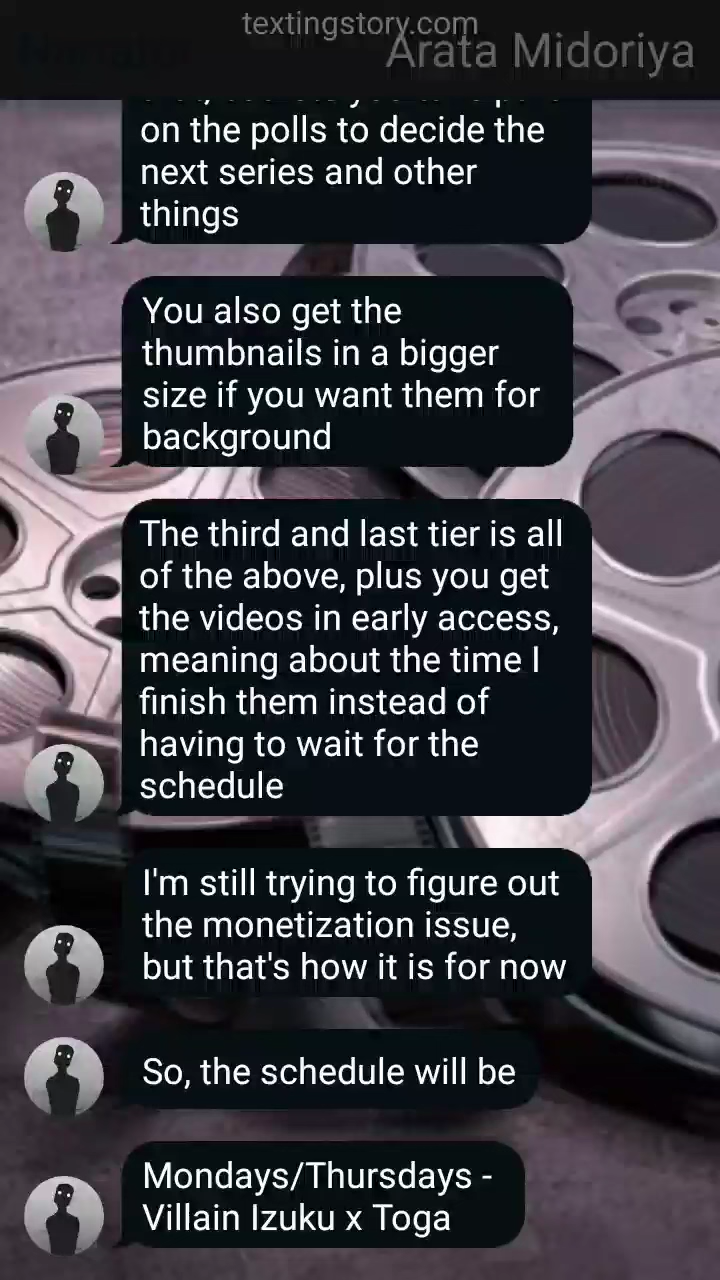 textingstory.com
Arata Midoriya
on the polls to decide the
next series and other
things
You also get the
thumbnails in a bigger
size if you want them for
background
The third and last tier is all
of the above, plus you get
the videos in early access,
meaning about the time I
finish them instead of
having to wait for the
schedule
I'm still trying to figure out
the monetization issue,
but that's how it is for now
So, the schedule will be
Mondays/Thursdays -
Villain Izuku x Toga